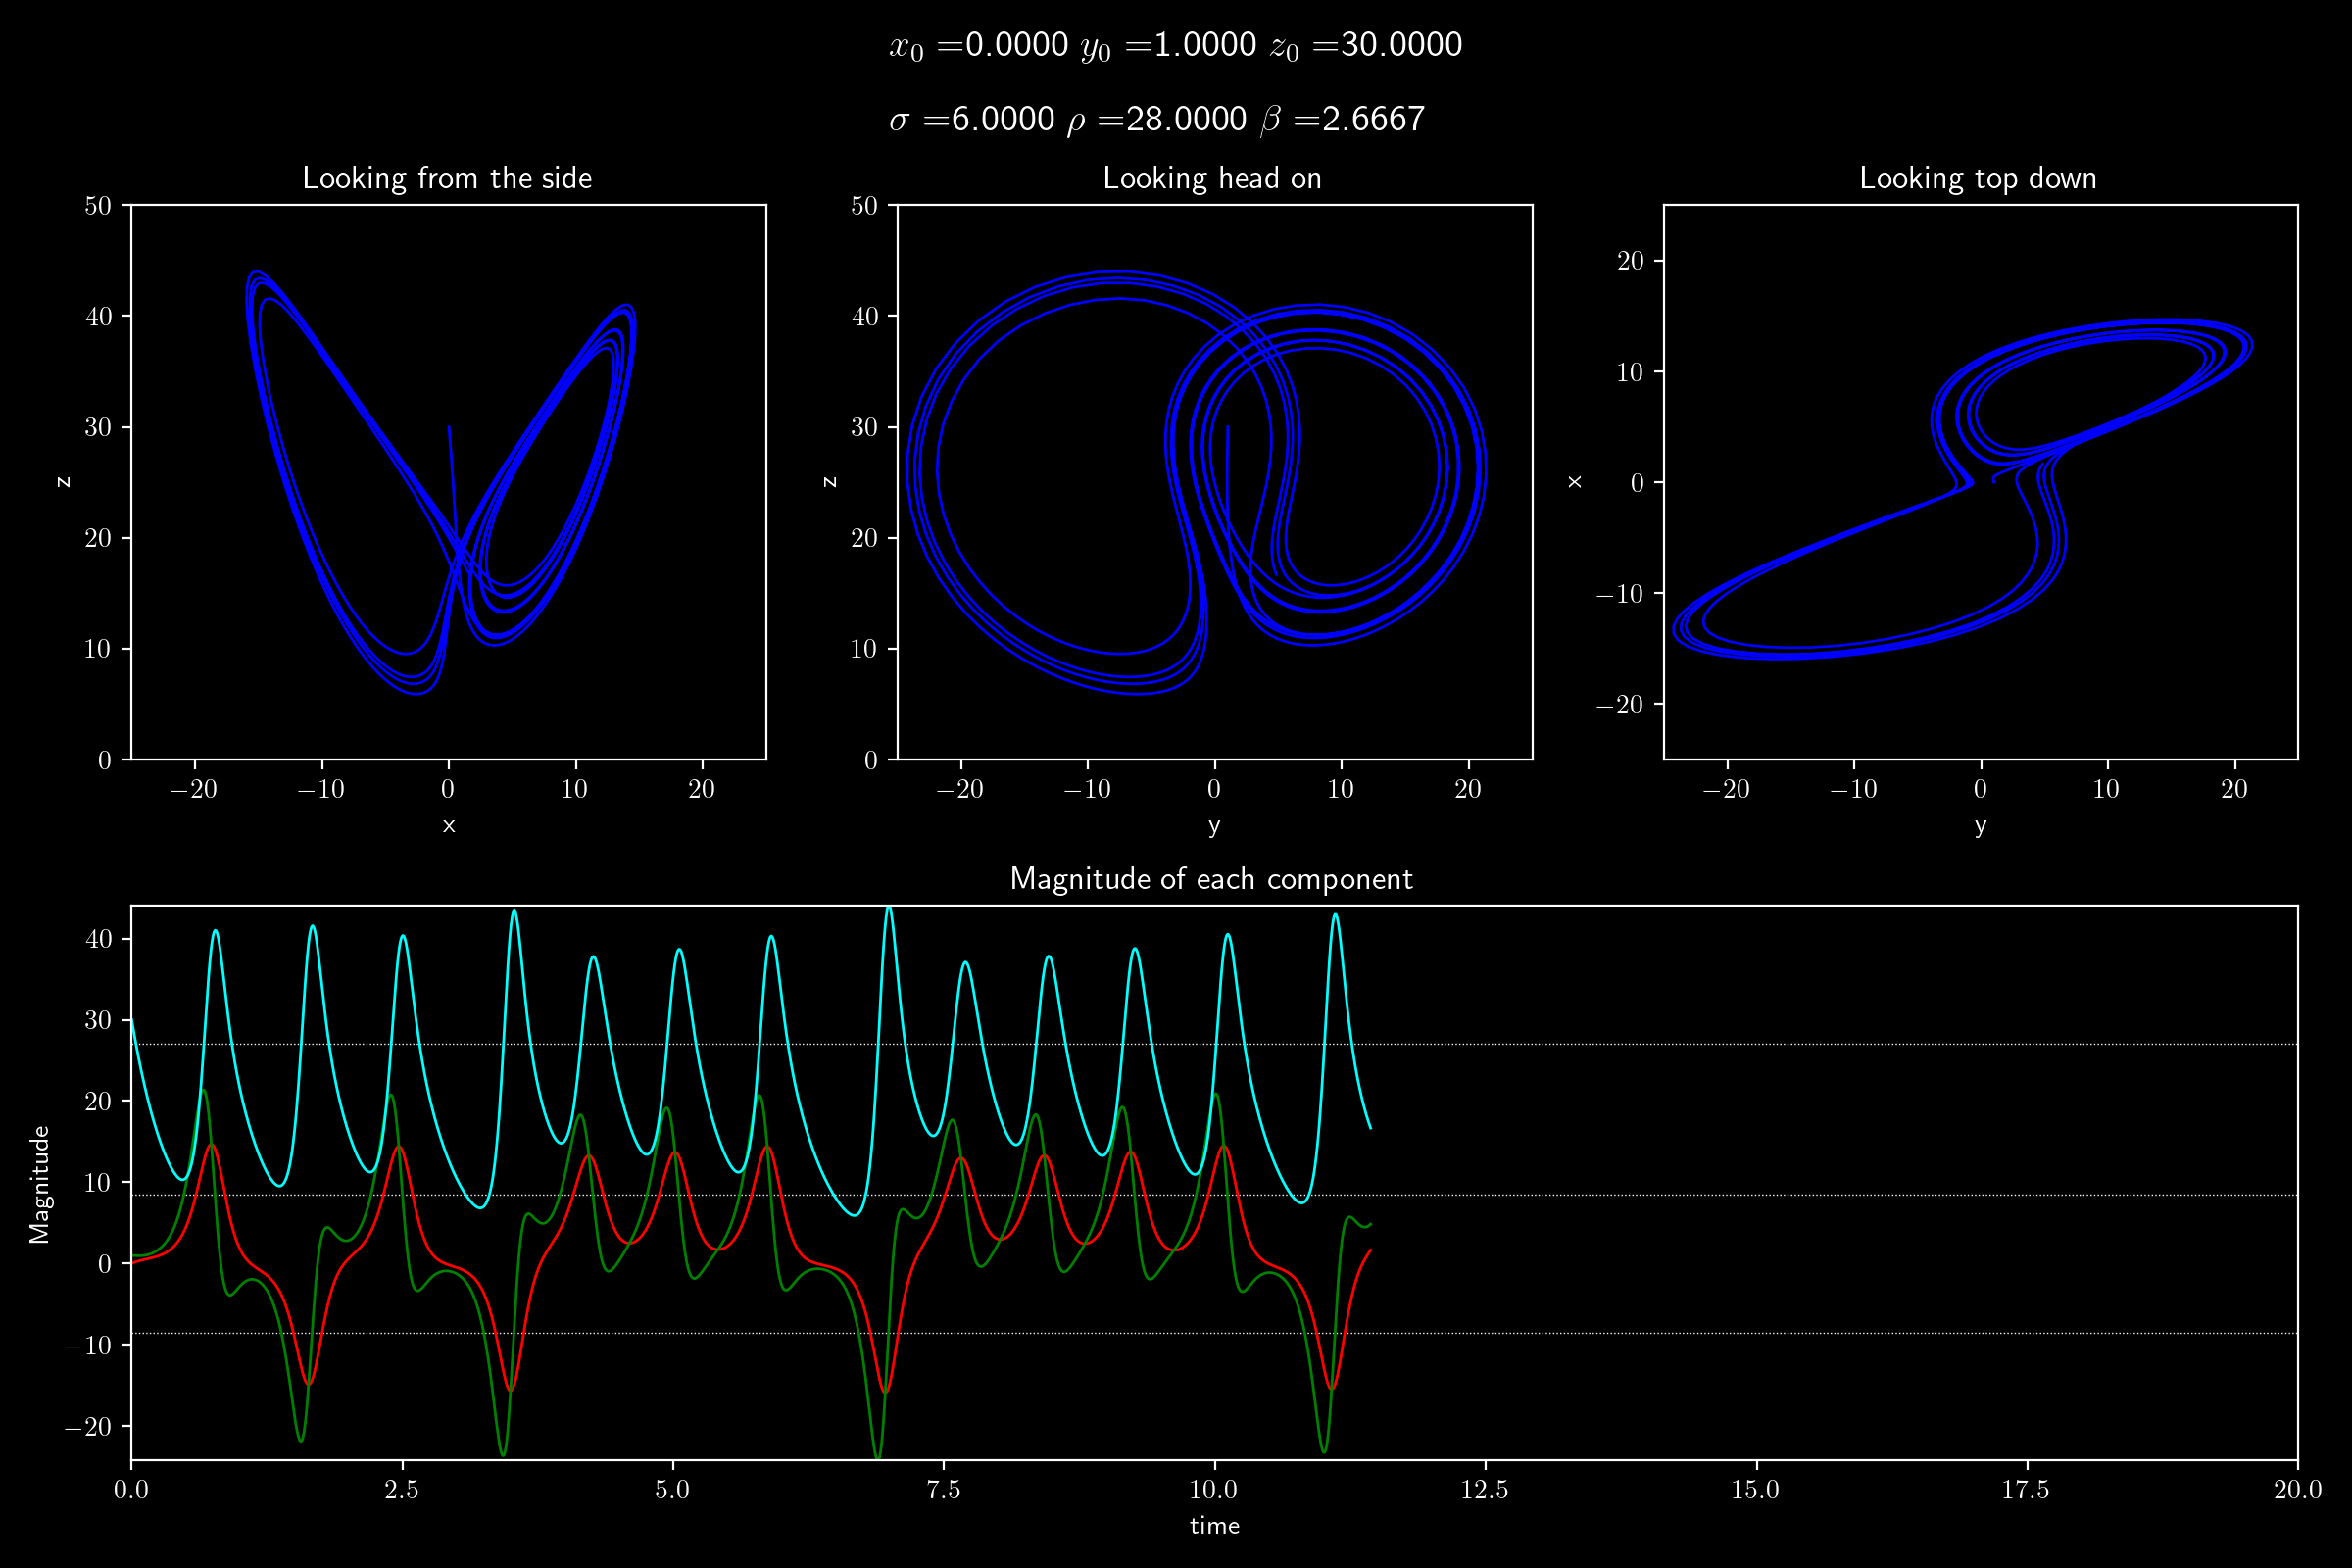 x₀ =0.0000 y₀ =1.0000 z₀ =30.0000
σ =6.0000 ρ =28.0000 β =2.6667
Looking from the side
50
40
30
20
10
0
z
−20 −10 0 10 20
x
Looking head on
50
40
30
20
10
0
z
−20 −10 0 10 20
y
Looking top down
20
10
0
−10
−20
x
−20 −10 0 10 20
y
Magnitude of each component
40
30
20
10
0
−10
−20
Magnitude
0.0 2.5 5.0 7.5 10.0 12.5 15.0 17.5 20.0
time